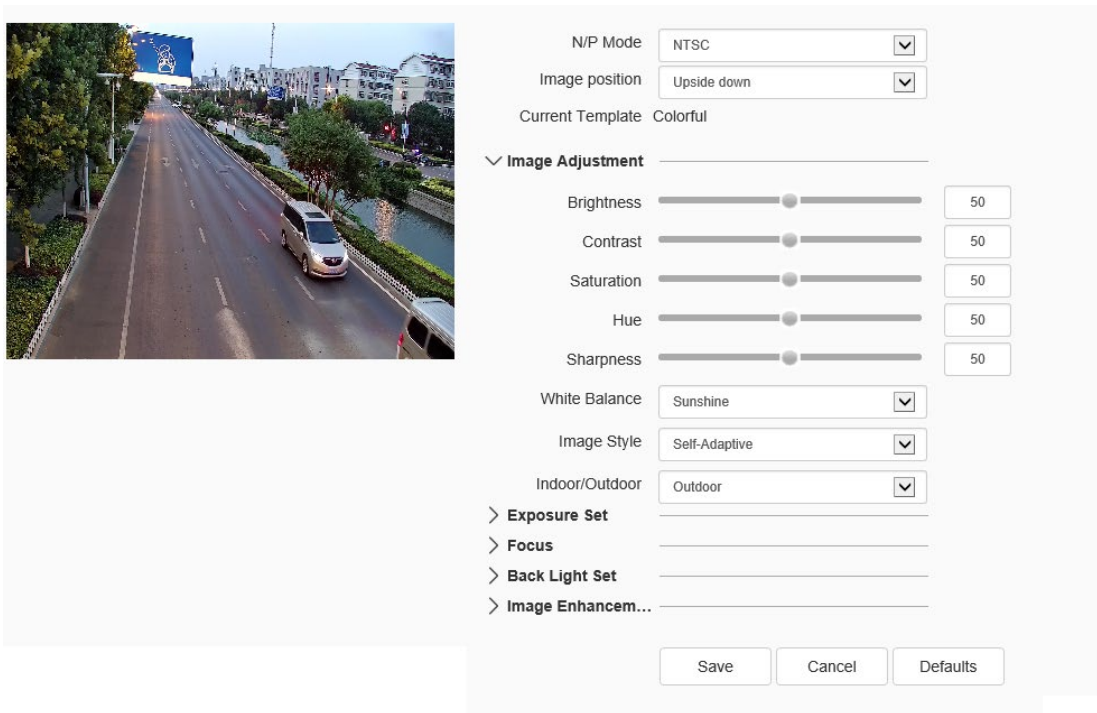 N/P Mode NTSC
Image position Upside down
Current Template Colorful
Image Adjustment
Brightness 50
Contrast 50
Saturation 50
Hue 50
Sharpness 50
White Balance Sunshine
Image Style Self-Adaptive
Indoor/Outdoor Outdoor
Exposure Set
Focus
Back Light Set
Image Enhancem...
Save Cancel Defaults